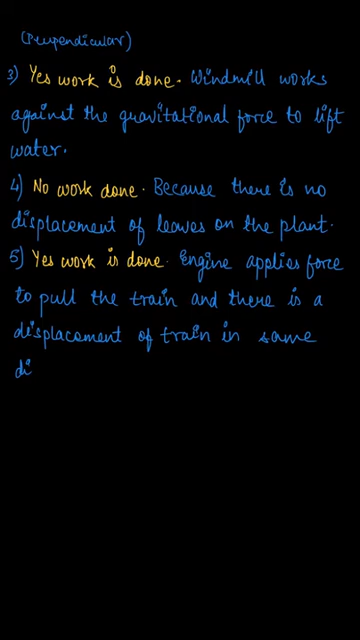 (Perpendicular)
3) Yes work is done. Windmill works
against the gravitational force to lift
water.
4) No work done. Because there is no
displacement of leaves on the plant.
5) Yes work is done. Engine applies force
to pull the train and there is a
displacement of train in same
di